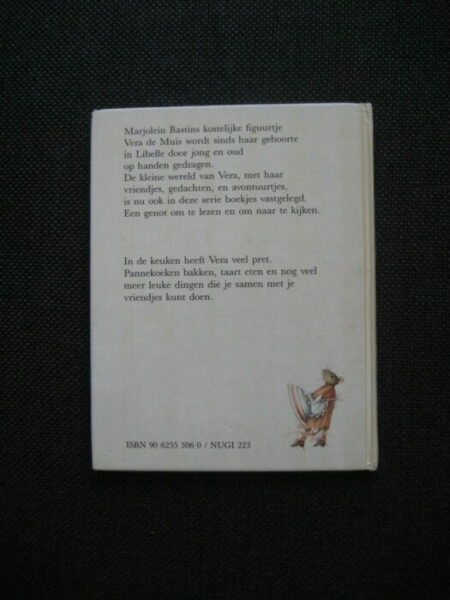 Marjolein Bastins kostelijke figuurtje
Vera de Muis wordt sinds haar geboorte
in Libelle door jong en oud
op handen gedragen.
De kleine wereld van Vera, met haar
vriendjes, gedachten, en avontuurtjes,
is nu ook in deze serie boekjes vastgelegd.
Een genot om te lezen en om naar te kijken.
In de keuken heeft Vera veel pret.
Pannekoeken bakken, taart eten en nog veel
meer leuke dingen die je samen met je
vriendjes kunt doen.
ISBN 90 6255 306 0 / NUGI 223